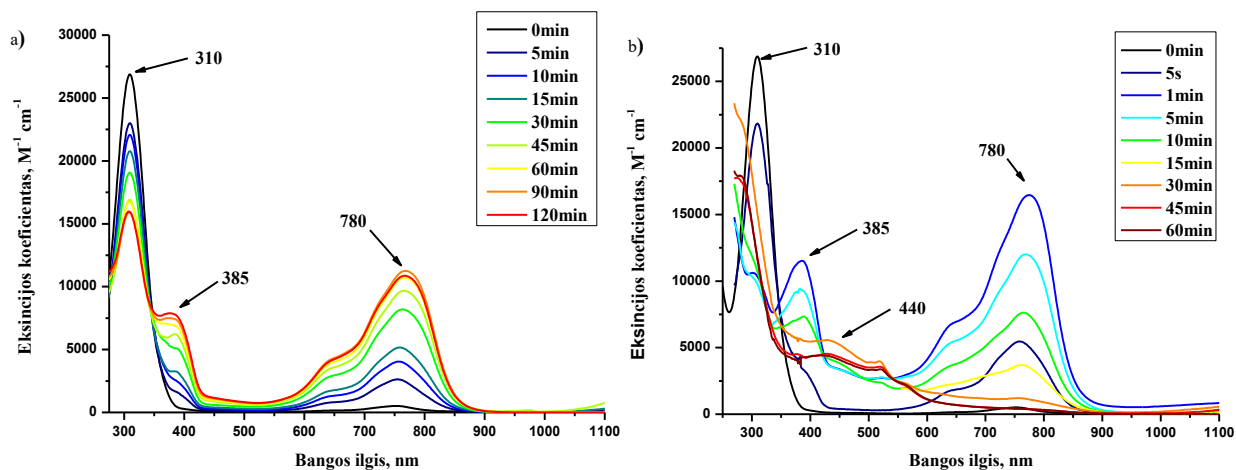 a)
Eksincijos koeficientas, M⁻¹ cm⁻¹
30000
25000
20000
15000
10000
5000
0
300
400
500
600
700
800
900
1000
1100
Bangos ilgis, nm
310
385
780
0min
5min
10min
15min
30min
45min
60min
90min
120min
b)
Eksincijos koeficientas, M⁻¹ cm⁻¹
25000
20000
15000
10000
5000
0
300
400
500
600
700
800
900
1000
1100
Bangos ilgis, nm
310
385
440
780
0min
5s
1min
5min
10min
15min
30min
45min
60min